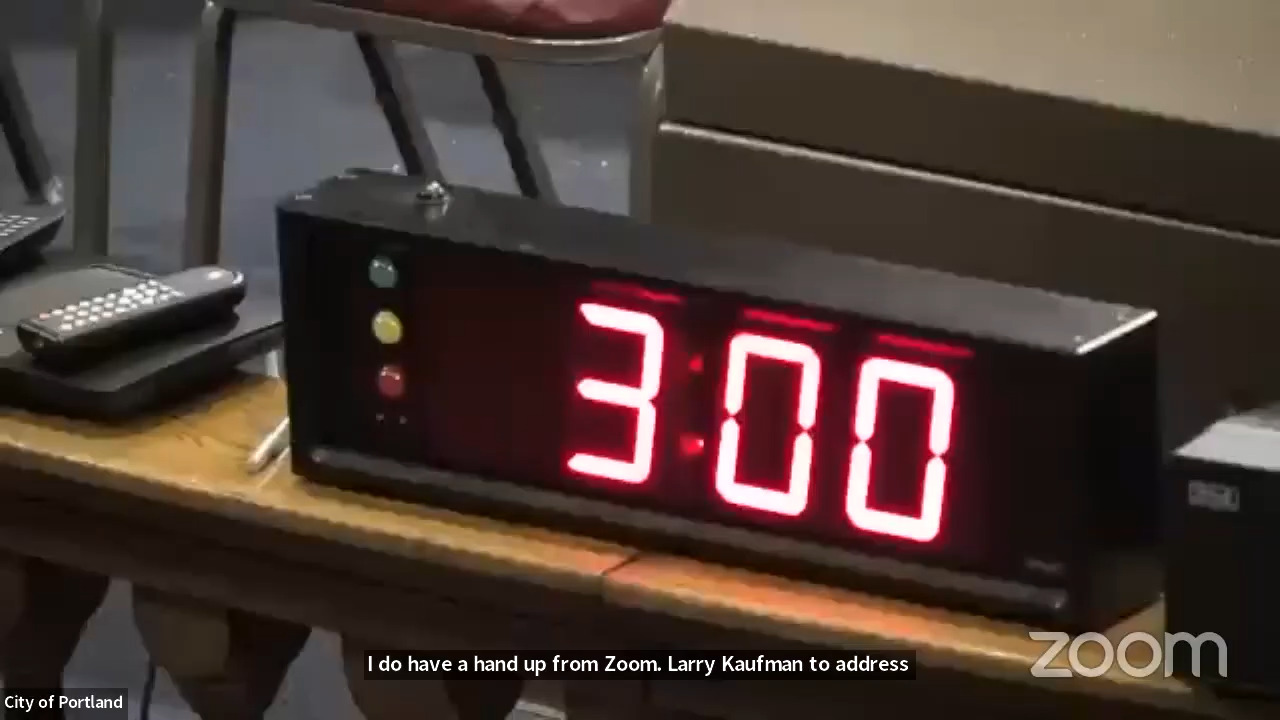 3:00
zoom
I do have a hand up from Zoom. Larry Kaufman to address
City of Portland